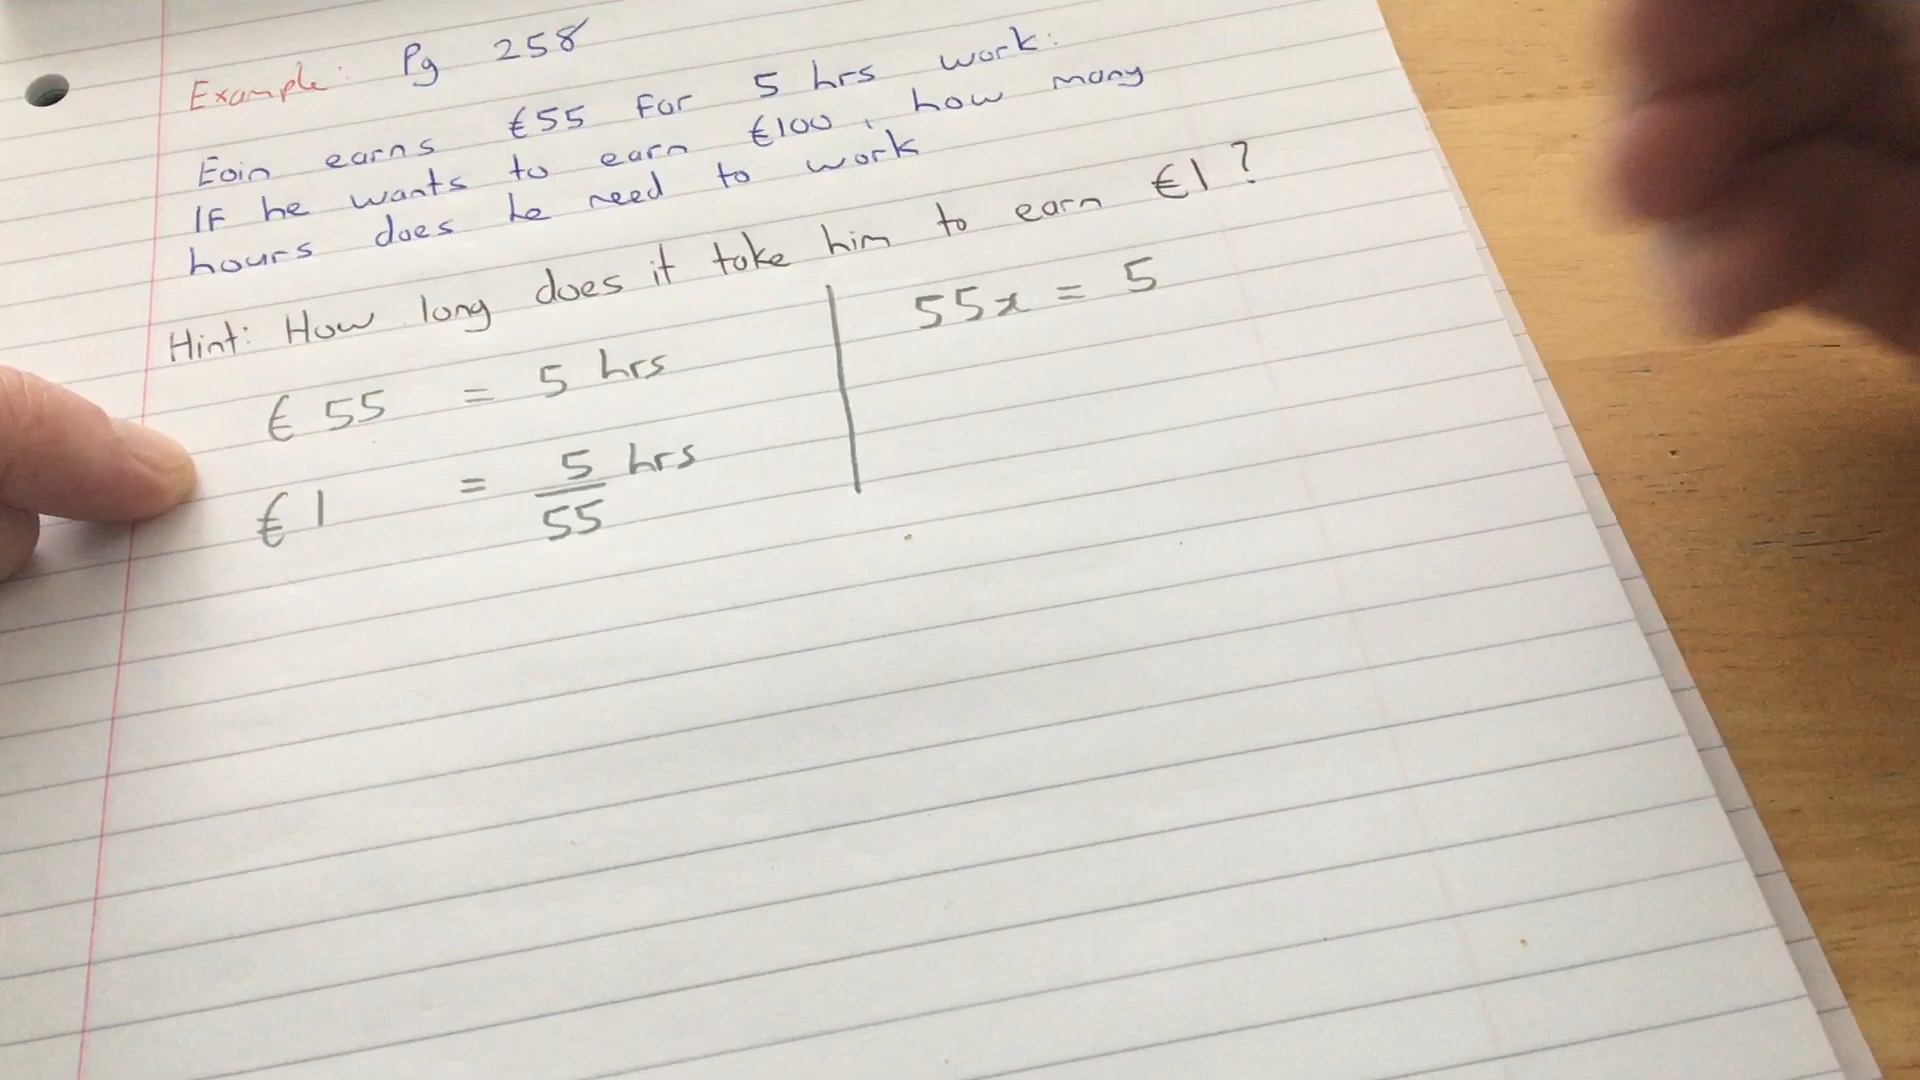 Example: Pg 258
Eoin earns €55 For 5 hrs work.
IF he wants to earn €100, how many
hours does he need to work
Hint: How long does it take him to earn €1?
€ 55 = 5 hrs
€ 1 = 5/55 hrs
55x = 5